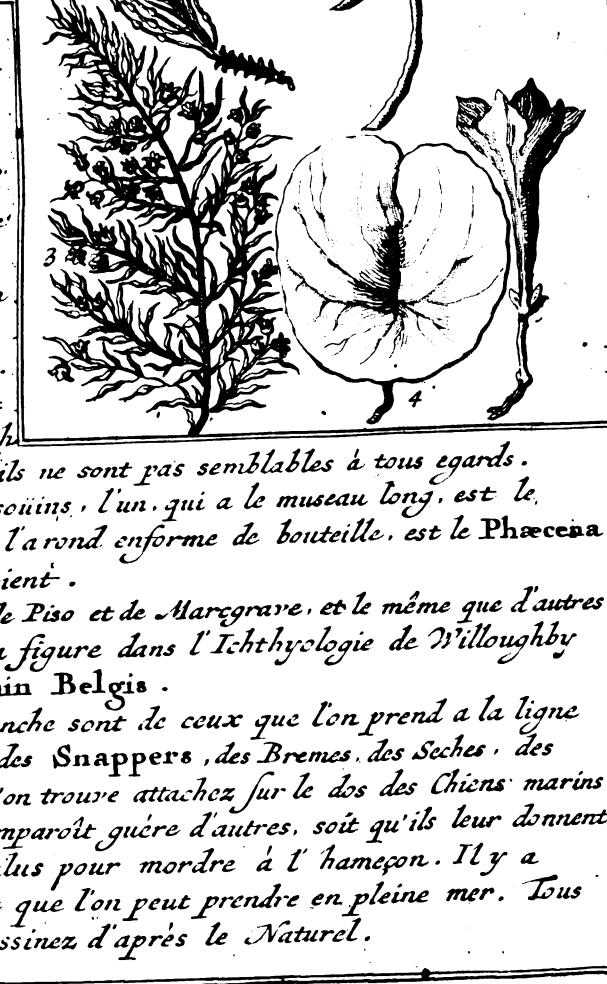 3
4
ils ne sont pas semblables à tous egards.
soüins, l'un, qui a le museau long, est le
l'a rond enforme de bouteille, est le Phæcena
ient.
le Piso et de Marcgrave, et le même que d'autres
figure dans l'Ichthyologie de Willoughby
in Belgis.
nche sont de ceux que l'on prend a la ligne
des Snappers, des Bremes, des Seches, des
'on trouve attachez sur le dos des Chiens marins
mparoît guére d'autres, soit qu'ils leur donnent
lus pour mordre à l'hameçon. Il y a
que l'on peut prendre en pleine mer. Tous
ssinez d'après le Naturel.